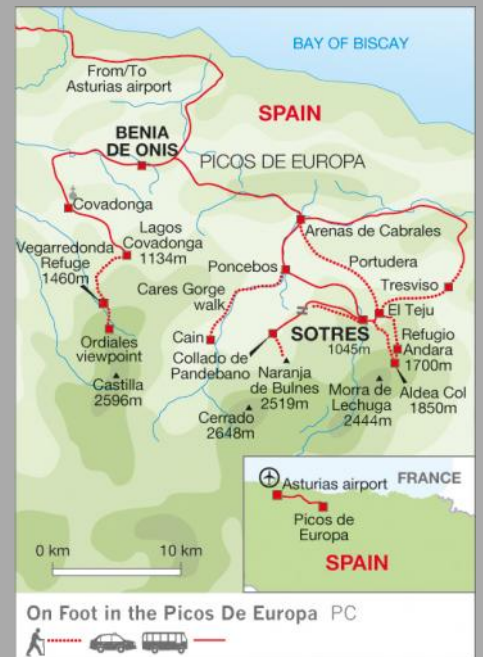 BAY OF BISCAY
From/To
Asturias airport
SPAIN
BENIA
DE ONIS
PICOS DE EUROPA
Covadonga
Arenas de Cabrales
Lagos
Covadonga
1134m
Vegarredonda
Refuge
1460m
Poncebos
Portudera
Tresviso
Cares Gorge
walk
El Teju
Ordiales
viewpoint
Cain
SOTRES
1045m
Refugio
Andara
1700m
Collado de
Pandebano
Castilla
2596m
Naranja
de Bulnes
2519m
Morra de
Lechuga
2444m
Aldea Col
1850m
Cerrado
2648m
Asturias airport
FRANCE
Picos de
Europa
SPAIN
0 km
10 km
On Foot in the Picos De Europa PC